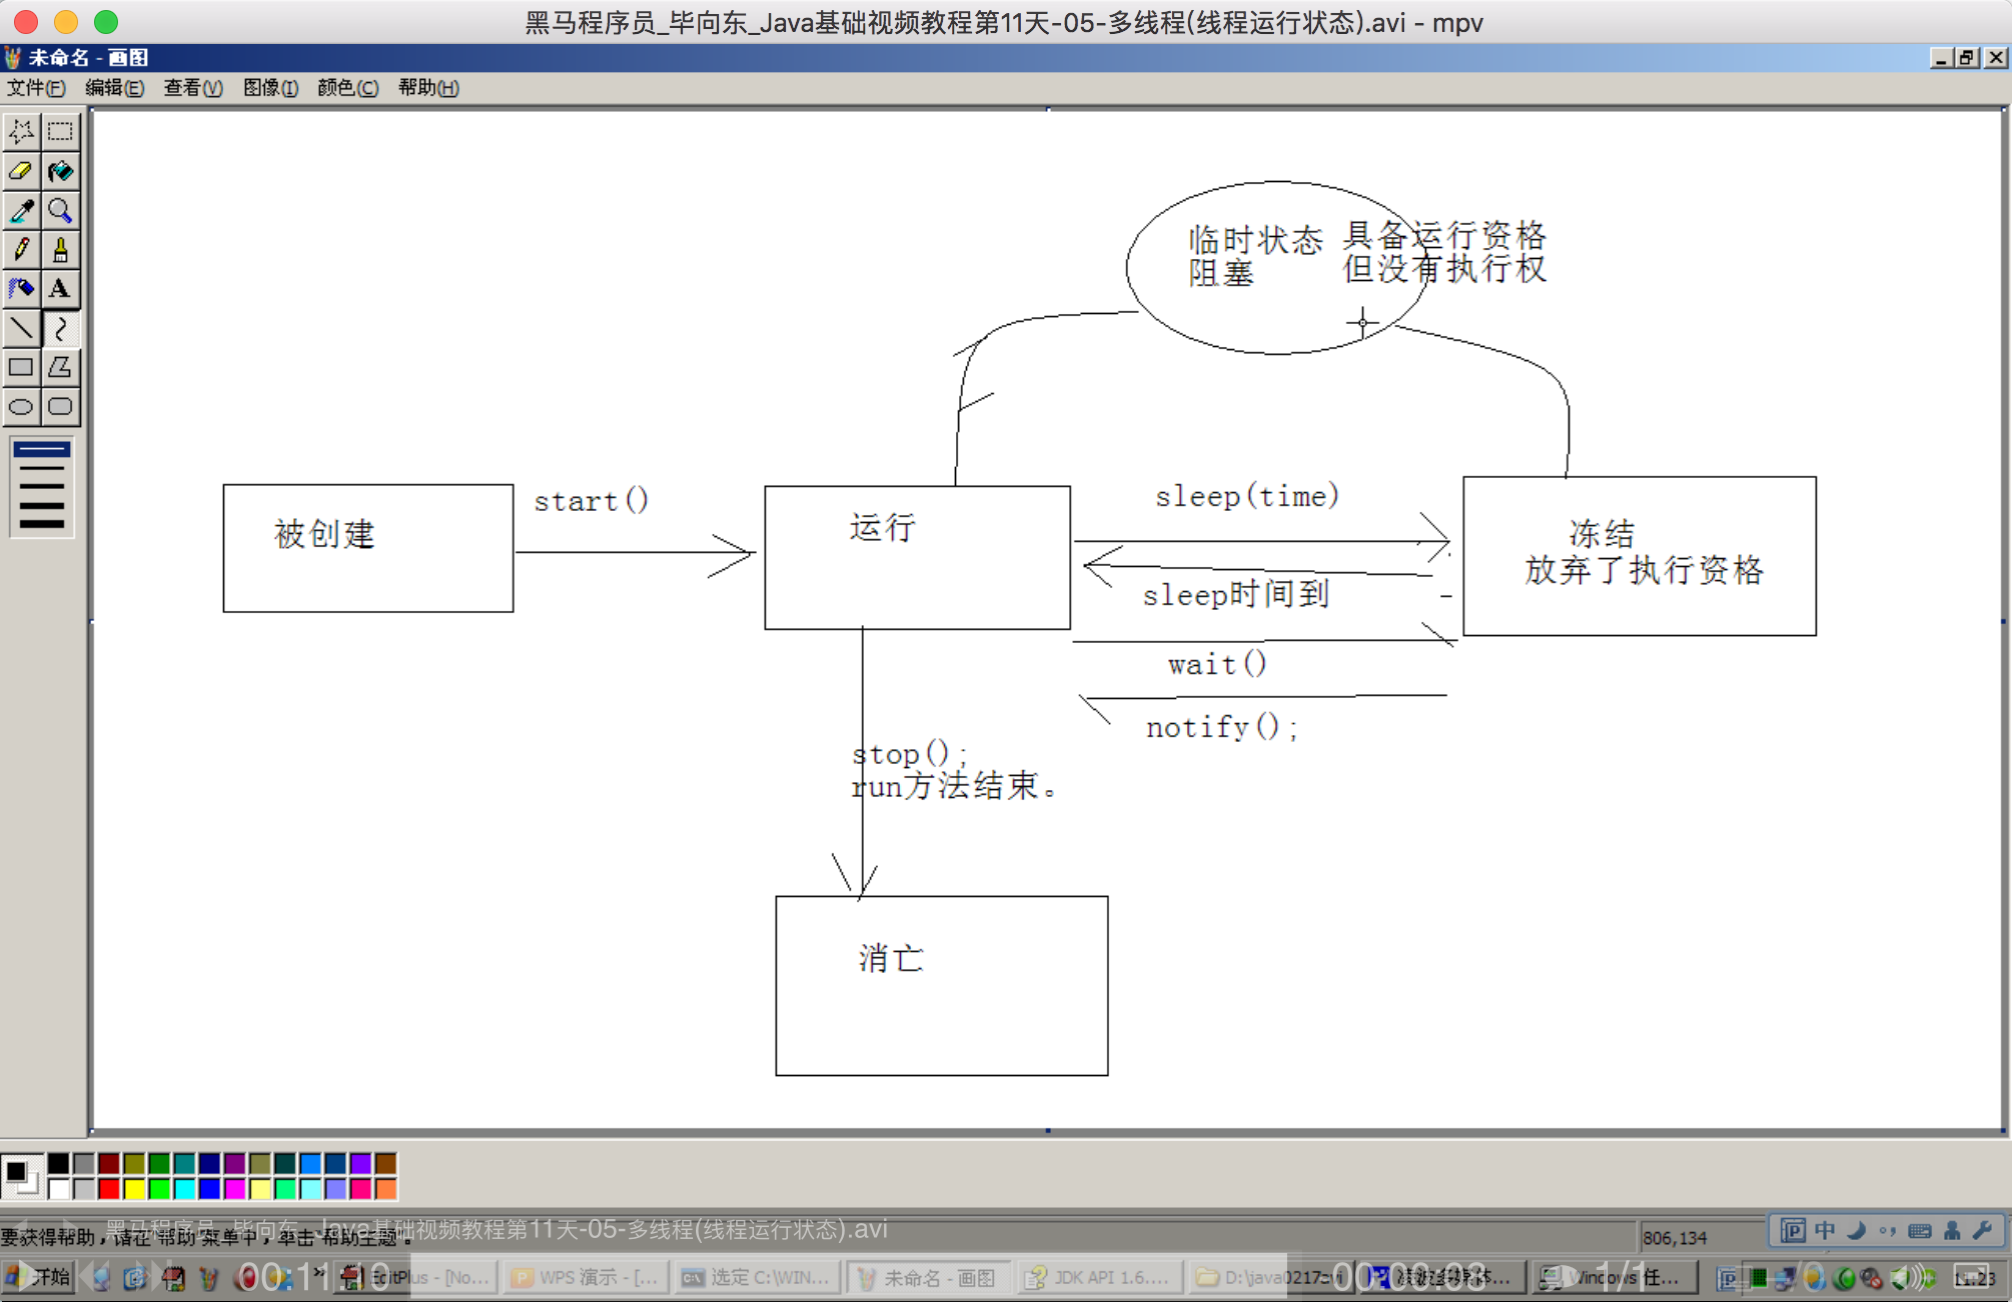 黑马程序员_毕向东_Java基础视频教程第11天-05-多线程(线程运行状态).avi - mpv
未命名 - 画图
文件(F) 编辑(E) 查看(V) 图像(I) 颜色(C) 帮助(H)
临时状态
阻塞
具备运行资格
但没有执行权
被创建
start()
运行
sleep(time)
sleep时间到
wait()
notify();
冻结
放弃了执行资格
stop();
run方法结束。
消亡
黑马程序员_毕向东_Java基础视频教程第11天-05-多线程(线程运行状态).avi
要获得帮助，请在"帮助"菜单中，单击"帮助主题"。
806,134
中
开始
00:11:10
EditPlus - [No...
WPS 演示 - [...
选定 C:\WIN...
未命名 - 画图
JDK API 1.6....
D:\java0217avi
-00:00:03
1/1
Windows 任...
11:23